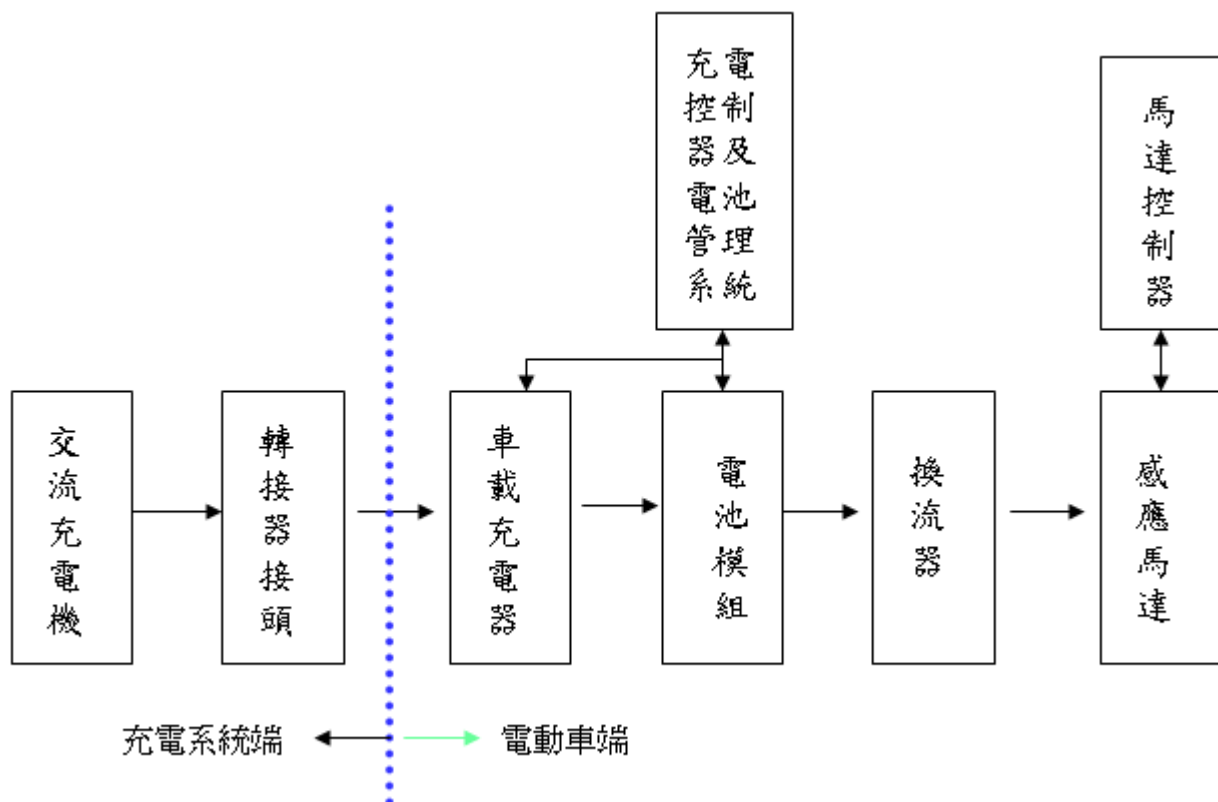 充電
控制
器及
電池
管理
系統
馬達控制器
交流充電機
轉接器接頭
車載充電器
電池模組
換流器
感應馬達
充電系統端
電動車端